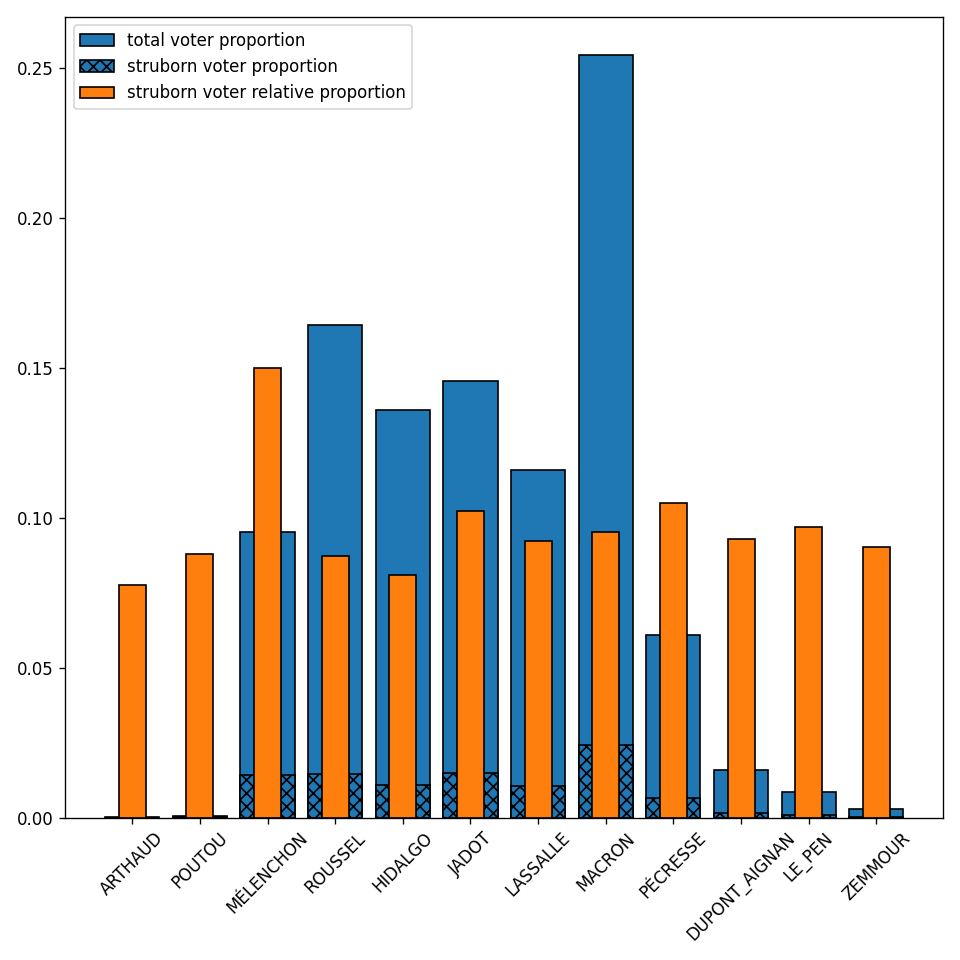 total voter proportion
struborn voter proportion
struborn voter relative proportion
0.25
0.20
0.15
0.10
0.05
0.00
ARTHAUD
POUTOU
MÉLENCHON
ROUSSEL
HIDALGO
JADOT
LASSALLE
MACRON
PÉCRESSE
DUPONT_AIGNAN
LE_PEN
ZEMMOUR